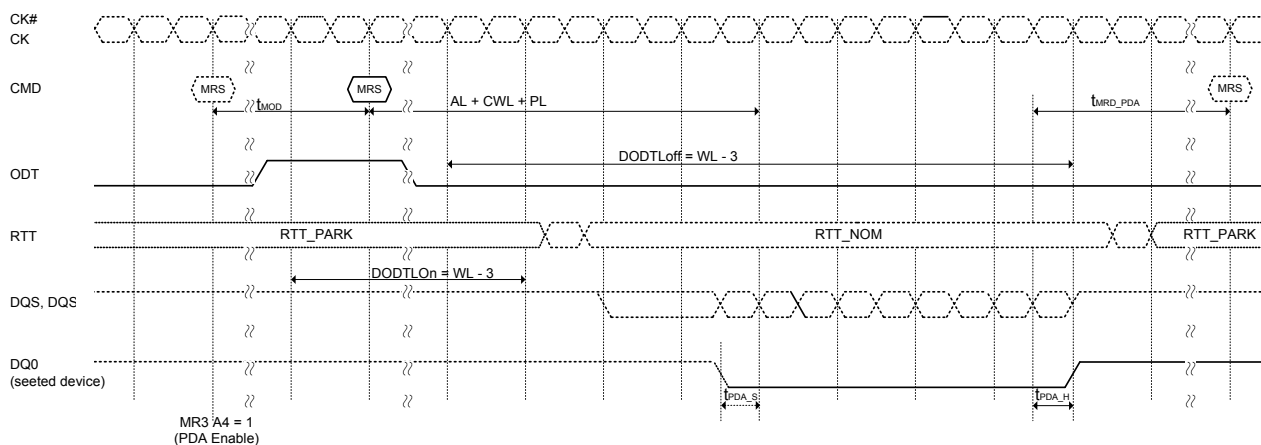 CK#
CK
CMD
MRS
MRS
MRS
tMOD
AL + CWL + PL
tMRD_PDA
ODT
DODTLoff = WL - 3
RTT
RTT_PARK
RTT_NOM
RTT_PARK
DODTLOn = WL - 3
DQS, DQS
DQ0
(seeted device)
tPDA_S
tPDA_H
MR3 A4 = 1
(PDA Enable)